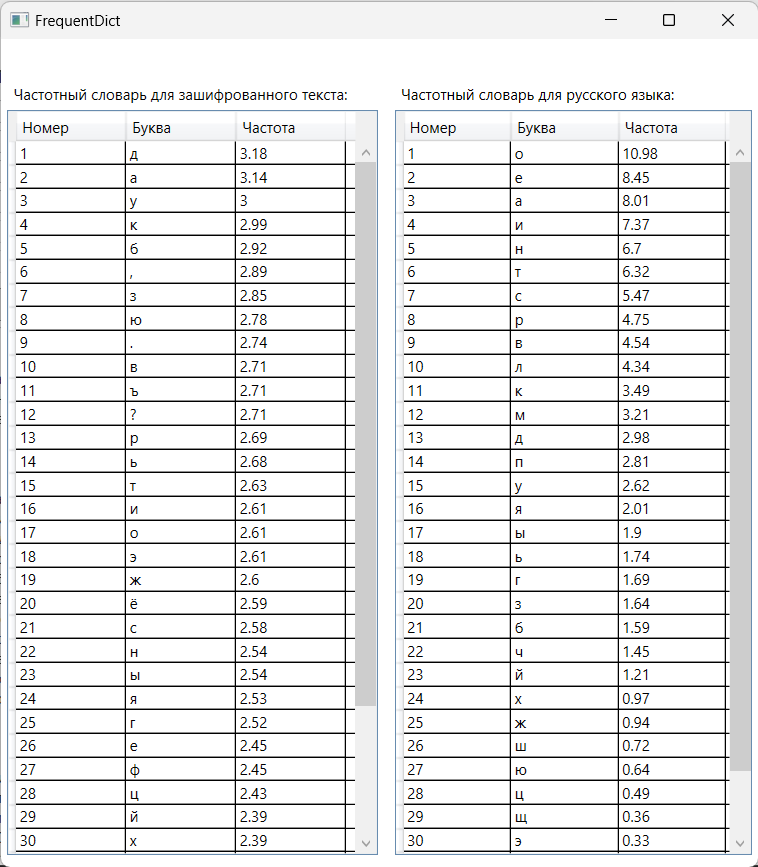 FrequentDict
Частотный словарь для зашифрованного текста:
Номер Буква Частота
1 д 3.18
2 а 3.14
3 у 3
4 к 2.99
5 б 2.92
6 , 2.89
7 з 2.85
8 ю 2.78
9 . 2.74
10 в 2.71
11 ъ 2.71
12 ? 2.71
13 р 2.69
14 ь 2.68
15 т 2.63
16 и 2.61
17 о 2.61
18 э 2.61
19 ж 2.6
20 ё 2.59
21 с 2.58
22 н 2.54
23 ы 2.54
24 я 2.53
25 г 2.52
26 е 2.45
27 ф 2.45
28 ц 2.43
29 й 2.39
30 х 2.39
Частотный словарь для русского языка:
Номер Буква Частота
1 о 10.98
2 е 8.45
3 а 8.01
4 и 7.37
5 н 6.7
6 т 6.32
7 с 5.47
8 р 4.75
9 в 4.54
10 л 4.34
11 к 3.49
12 м 3.21
13 д 2.98
14 п 2.81
15 у 2.62
16 я 2.01
17 ы 1.9
18 ь 1.74
19 г 1.69
20 з 1.64
21 б 1.59
22 ч 1.45
23 й 1.21
24 х 0.97
25 ж 0.94
26 ш 0.72
27 ю 0.64
28 ц 0.49
29 щ 0.36
30 э 0.33